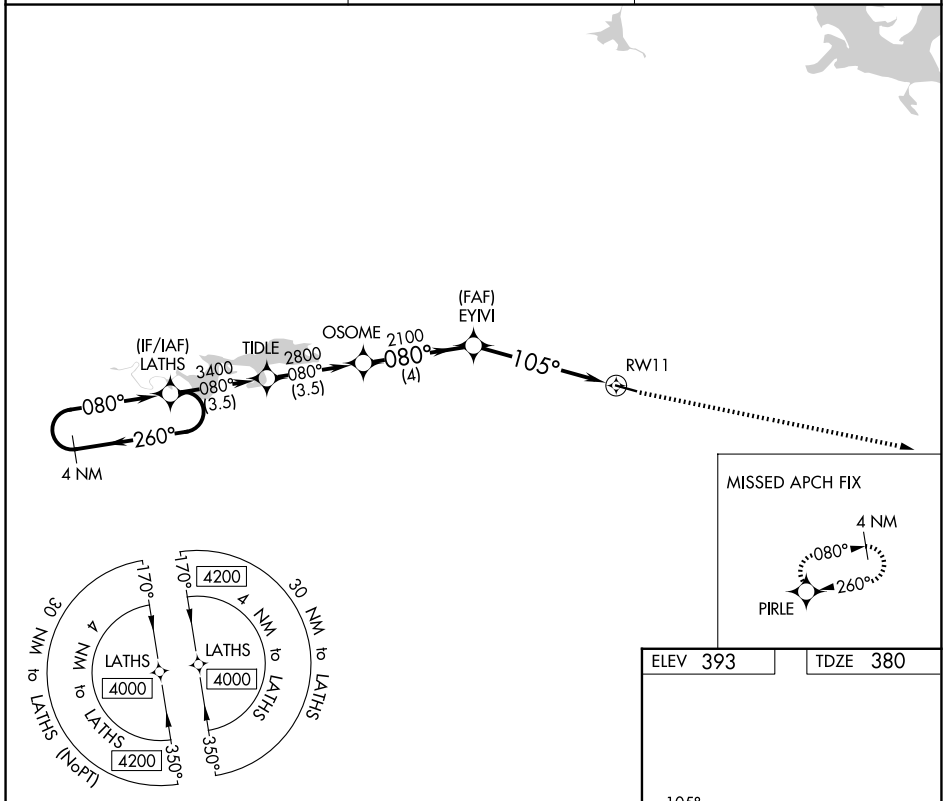 (FAF)
EYIVI
(IF/IAF)
LATHS
TIDLE
OSOME
3400
080°
(3.5)
2800
080°
(3.5)
2100
080°
(4)
105°
RW11
080°
260°
4 NM
MISSED APCH FIX
4 NM
080°
260°
PIRLE
170°
30 NM to LATHS (NoPT)
4 NM to LATHS
LATHS
4000
4200
350°
170°
4200
30 NM to LATHS
4 NM to LATHS
LATHS
4000
350°
ELEV 393
TDZE 380
105°